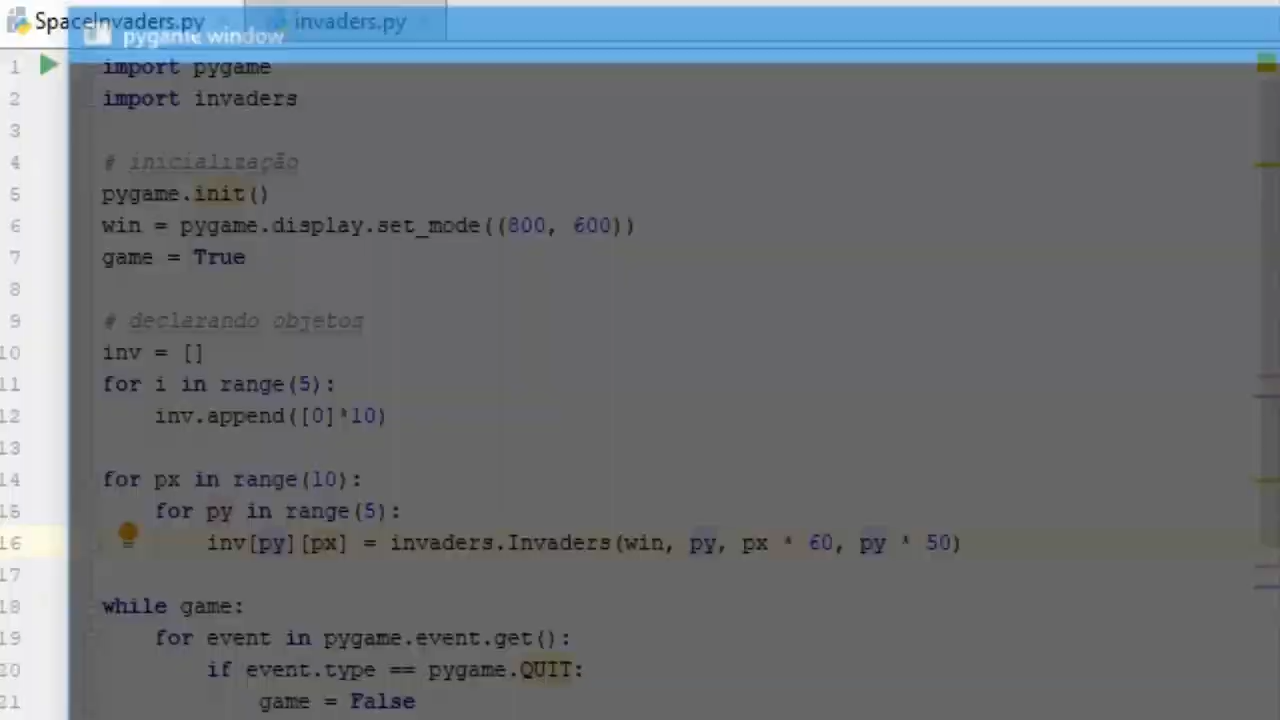 SpaceInvaders.py invaders.py
pygame window
1 import pygame
2 import invaders
3
4 # inicialização
5 pygame.init()
6 win = pygame.display.set_mode((800, 600))
7 game = True
8
9 # declarando objetos
10 inv = []
11 for i in range(5):
12 inv.append([0]*10)
13
14 for px in range(10):
15 for py in range(5):
16 inv[py][px] = invaders.Invaders(win, py, px * 60, py * 50)
17
18 while game:
19 for event in pygame.event.get():
20 if event.type == pygame.QUIT:
21 game = False